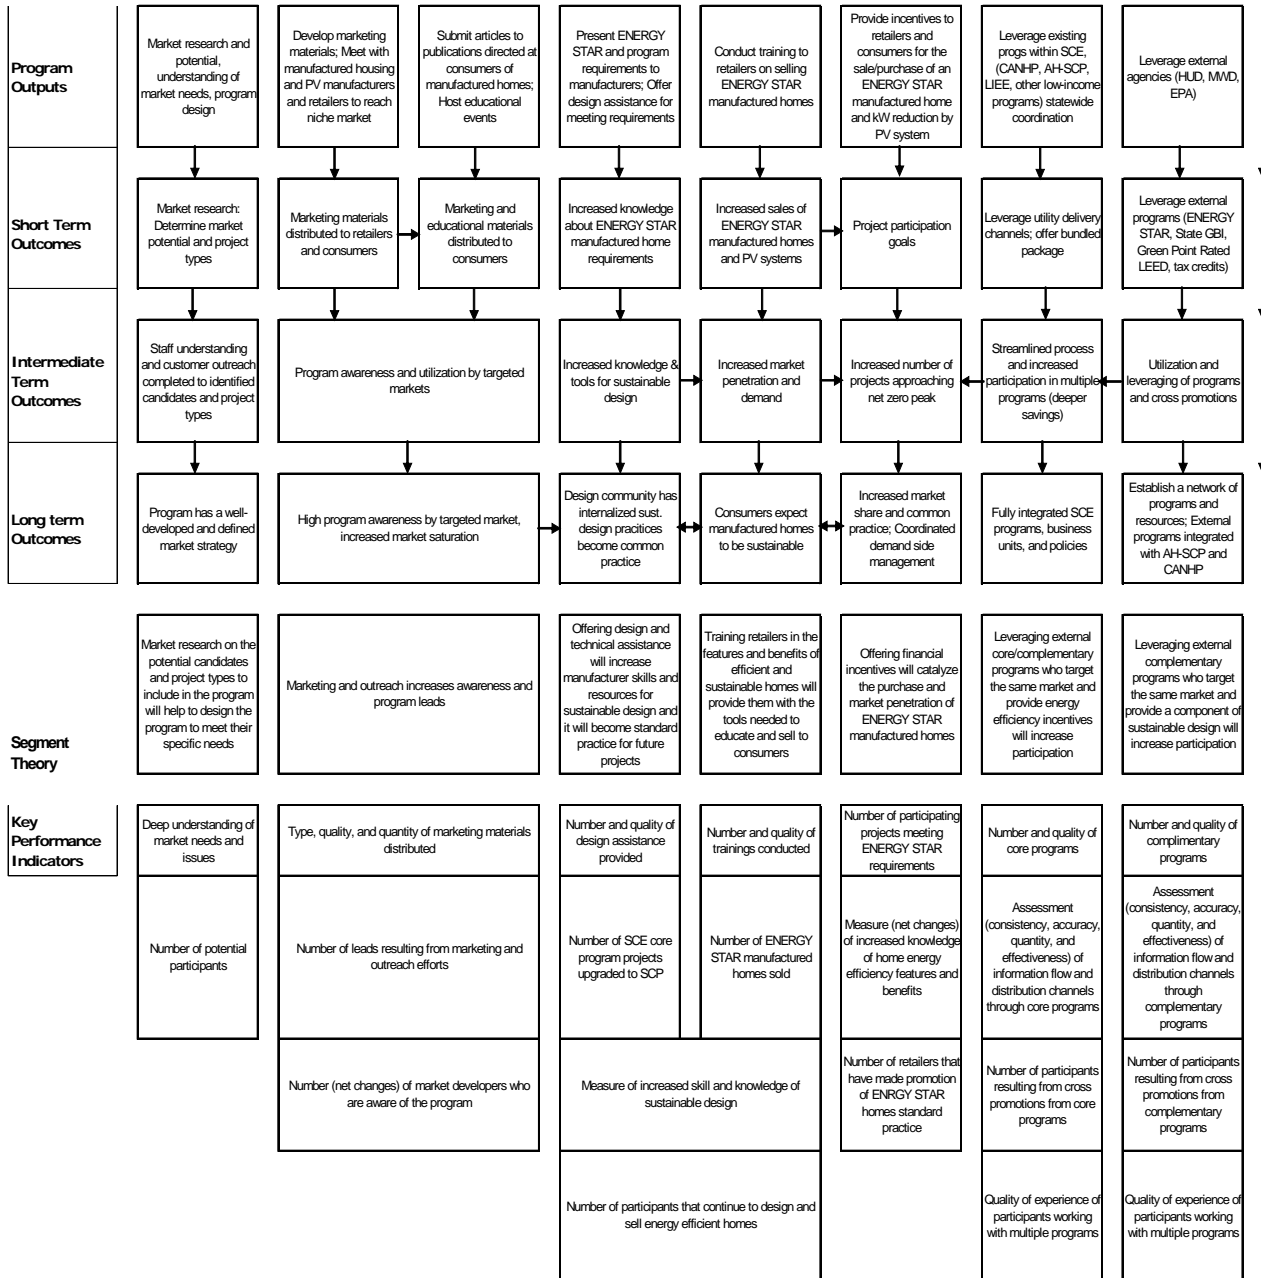 Program
Outputs
Market research and
potential,
understanding of
market needs, program
design
Develop marketing
materials; Meet with
manufactured housing
and PV manufacturers
and retailers to reach
niche market
Submit articles to
publications directed at
consumers of
manufactured homes;
Host educational
events
Present ENERGY
STAR and program
requirements to
manufacturers; Offer
design assistance for
meeting requirements
Conduct training to
retailers on selling
ENERGY STAR
manufactured homes
Provide incentives to
retailers and
consumers for the
sale/purchase of an
ENERGY STAR
manufactured home
and kW reduction by
PV system
Leverage existing
progs within SCE,
(CANHP, AH-SCP,
LIEE, other low-income
programs) statewide
coordination
Leverage external
agencies (HUD, MWD,
EPA)
Short Term
Outcomes
Market research:
Determine market
potential and project
types
Marketing materials
distributed to retailers
and consumers
Marketing and
educational materials
distributed to
consumers
Increased knowledge
about ENERGY STAR
manufactured home
requirements
Increased sales of
ENERGY STAR
manufactured homes
and PV systems
Project participation
goals
Leverage utility delivery
channels; offer bundled
package
Leverage external
programs (ENERGY
STAR, State GBI,
Green Point Rated
LEED, tax credits)
Intermediate
Term
Outcomes
Staff understanding
and customer outreach
completed to identified
candidates and project
types
Program awareness and utilization by targeted
markets
Increased knowledge &
tools for sustainable
design
Increased market
penetration and
demand
Increased number of
projects approaching
net zero peak
Streamlined process
and increased
participation in multiple
programs (deeper
savings)
Utilization and
leveraging of programs
and cross promotions
Long term
Outcomes
Program has a well-
developed and defined
market strategy
High program awareness by targeted market,
increased market saturation
Design community has
internalized sust.
design pracitices
become common
practice
Consumers expect
manufactured homes
to be sustainable
Increased market
share and common
practice; Coordinated
demand side
management
Fully integrated SCE
programs, business
units, and policies
Establish a network of
programs and
resources; External
programs integrated
with AH-SCP and
CANHP
Segment
Theory
Market research on the
potential candidates
and project types to
include in the program
will help to design the
program to meet their
specific needs
Marketing and outreach increases awareness and
program leads
Offering design and
technical assistance
will increase
manufacturer skills and
resources for
sustainable design and
it will become standard
practice for future
projects
Training retailers in the
features and benefits of
efficient and
sustainable homes will
provide them with the
tools needed to
educate and sell to
consumers
Offering financial
incentives will catalyze
the purchase and
market penetration of
ENERGY STAR
manufactured homes
Leveraging external
core/complementary
programs who target
the same market and
provide energy
efficiency incentives
will increase
participation
Leveraging external
complementary
programs who target
the same market and
provide a component of
sustainable design will
increase participation
Key
Performance
Indicators
Deep understanding of
market needs and
issues
Type, quality, and quantity of marketing materials
distributed
Number and quality of
design assistance
provided
Number and quality of
trainings conducted
Number of participating
projects meeting
ENERGY STAR
requirements
Number and quality of
core programs
Number and quality of
complimentary
programs
Number of potential
participants
Number of leads resulting from marketing and
outreach efforts
Number of SCE core
program projects
upgraded to SCP
Number of ENERGY
STAR manufactured
homes sold
Measure (net changes)
of increased knowledge
of home energy
efficiency features and
benefits
Assessment
(consistency, accuracy,
quantity, and
effectiveness) of
information flow and
distribution channels
through core programs
Assessment
(consistency, accuracy,
quantity, and
effectiveness) of
information flow and
distribution channels
through
complementary
programs
Number (net changes) of market developers who
are aware of the program
Measure of increased skill and knowledge of
sustainable design
Number of retailers that
have made promotion
of ENRGY STAR
homes standard
practice
Number of participants
resulting from cross
promotions from core
programs
Number of participants
resulting from cross
promotions from
complementary
programs
Number of participants that continue to design and
sell energy efficient homes
Quality of experience of
participants working
with multiple programs
Quality of experience of
participants working
with multiple programs